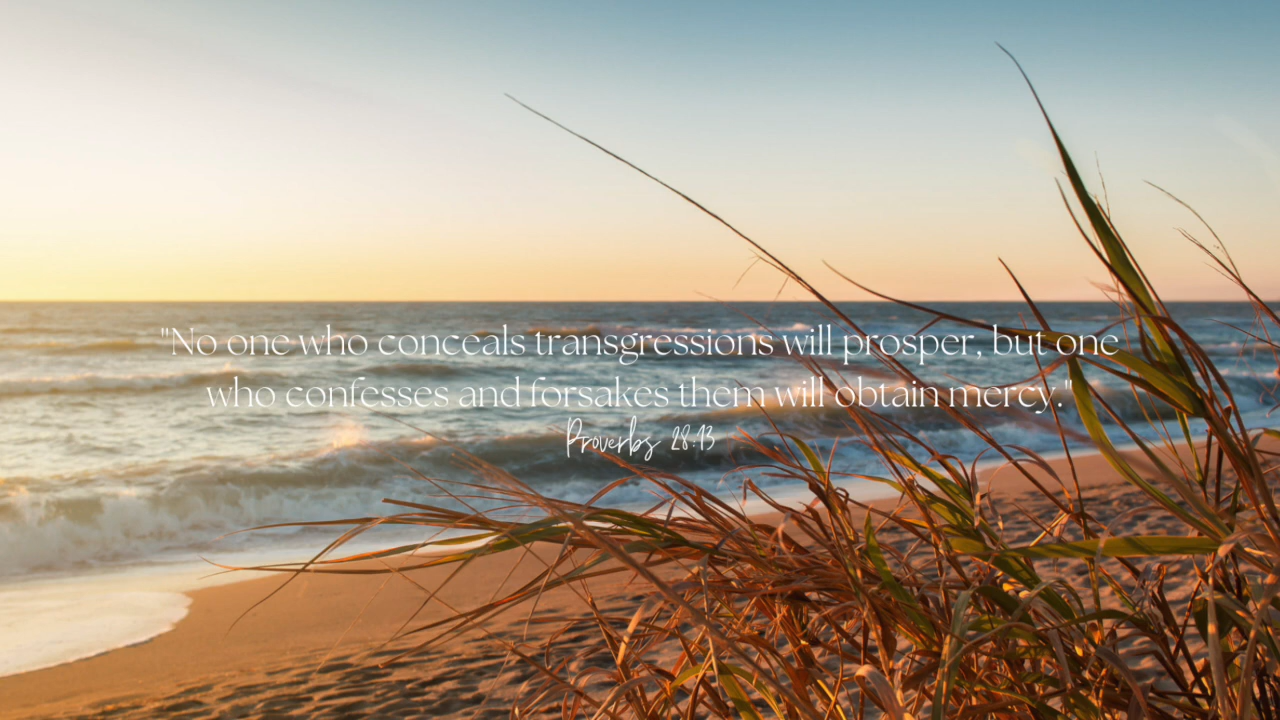 "No one who conceals transgressions will prosper, but one
who confesses and forsakes them will obtain mercy."
Proverbs 28:13